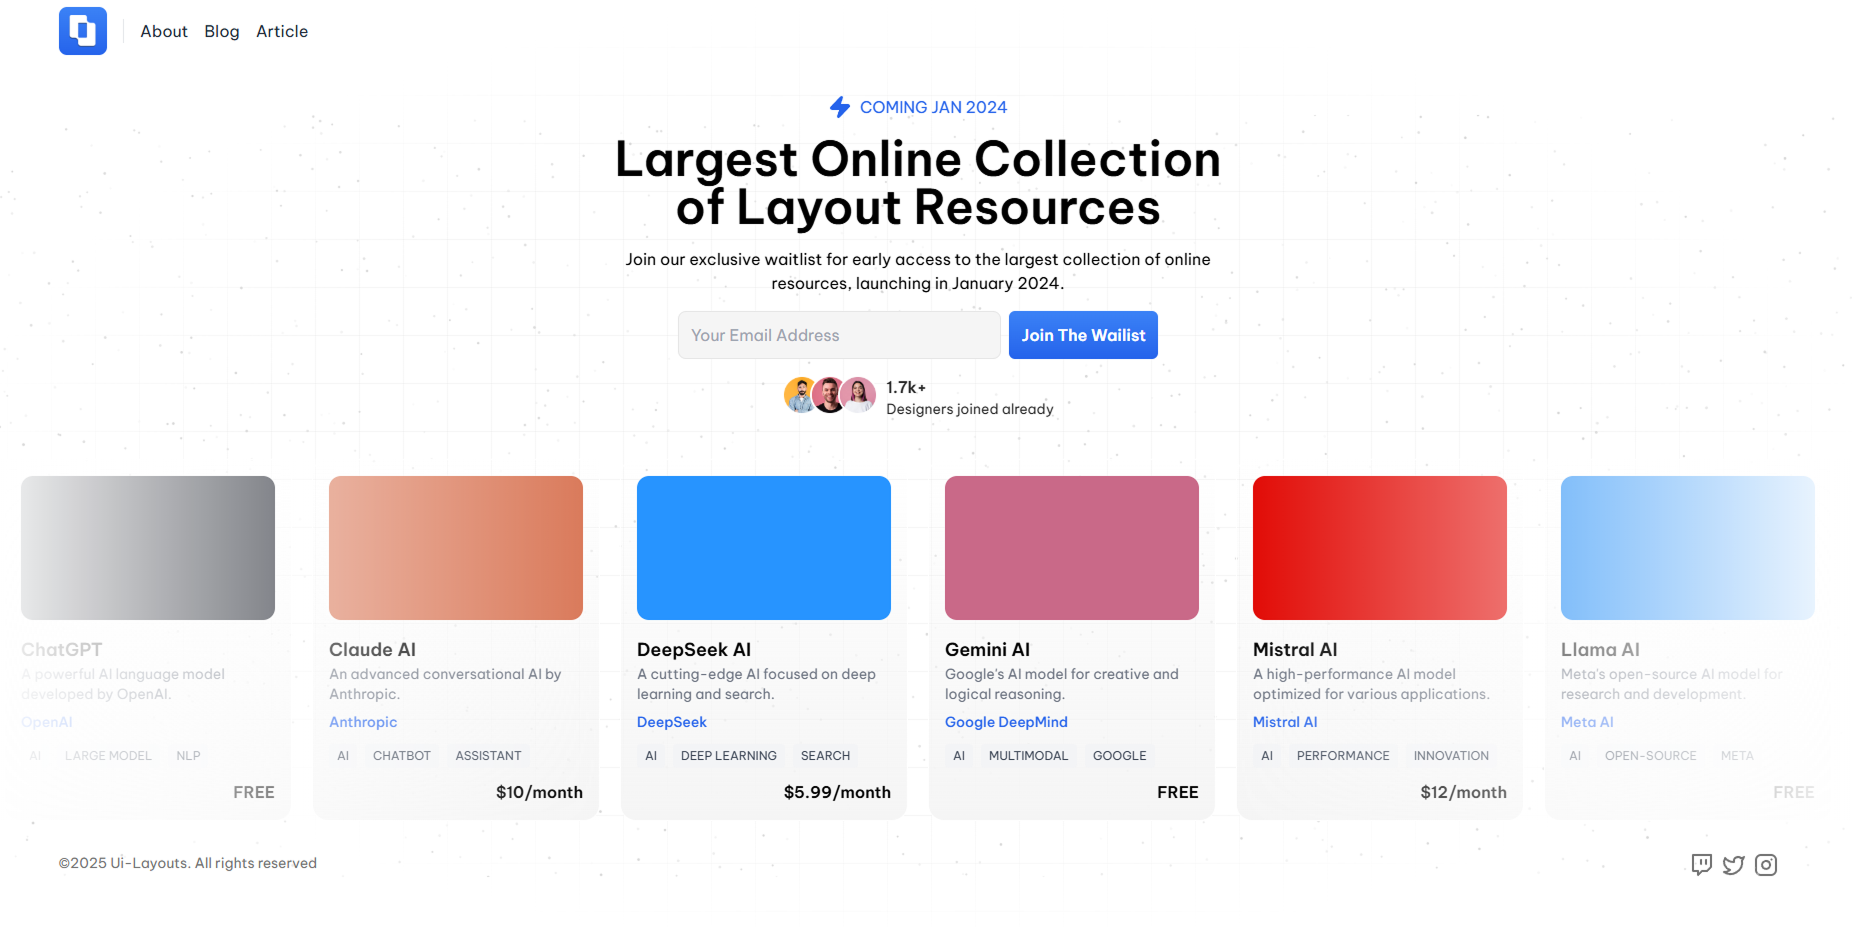 About Blog Article
COMING JAN 2024
Largest Online Collection
of Layout Resources
Join our exclusive waitlist for early access to the largest collection of online
resources, launching in January 2024.
Your Email Address
Join The Wailist
1.7k+
Designers joined already
ChatGPT
A powerful AI language model
developed by OpenAI.
OpenAI
AI LARGE MODEL NLP
FREE
Claude AI
An advanced conversational AI by
Anthropic.
Anthropic
AI CHATBOT ASSISTANT
$10/month
DeepSeek AI
A cutting-edge AI focused on deep
learning and search.
DeepSeek
AI DEEP LEARNING SEARCH
$5.99/month
Gemini AI
Google's AI model for creative and
logical reasoning.
Google DeepMind
AI MULTIMODAL GOOGLE
FREE
Mistral AI
A high-performance AI model
optimized for various applications.
Mistral AI
AI PERFORMANCE INNOVATION
$12/month
Llama AI
Meta's open-source AI model for
research and development.
Meta AI
AI OPEN-SOURCE META
FREE
©2025 Ui-Layouts. All rights reserved